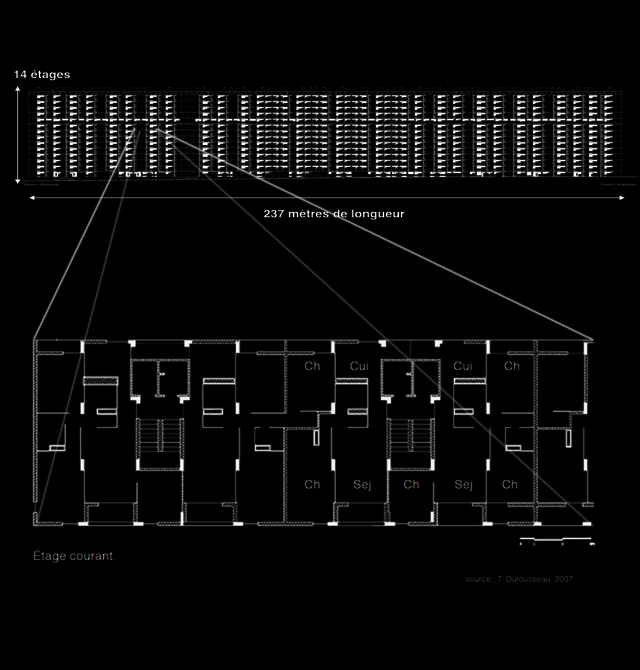 14 étages
237 mètres de longueur
Ch Cui Cui Ch
Ch Sej Ch Sej Ch
Étage courant.
source : T. Durousseau, 2007